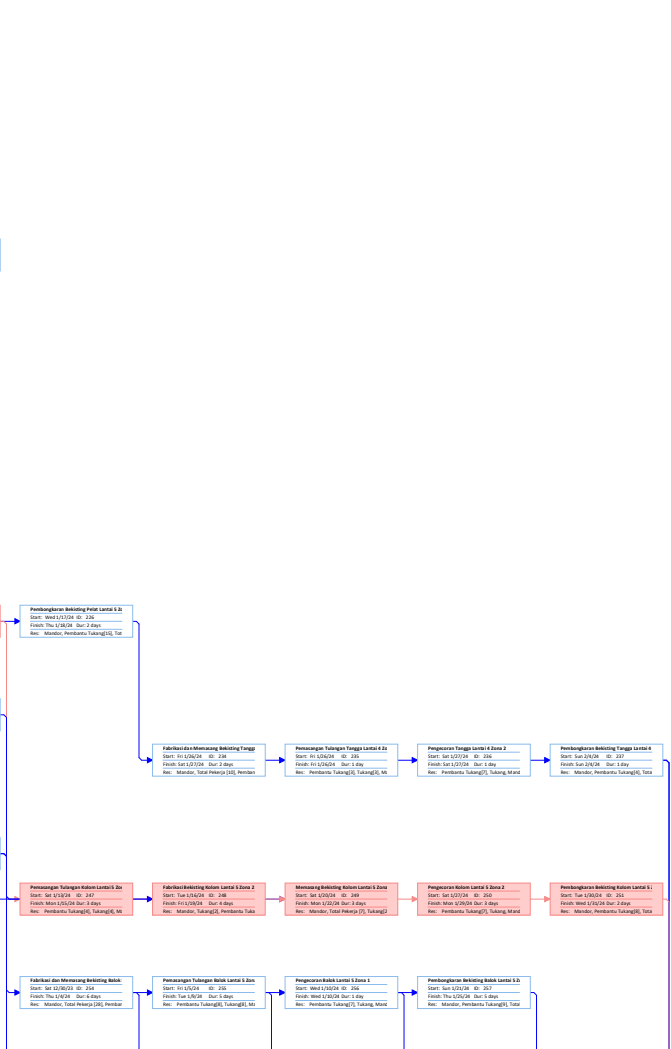 Pembongkaran Bekisting Pelat Lantai 5 Zo
Start: Wed 1/17/24 ID: 226
Finish: Thu 1/18/24 Dur: 2 days
Res: Mandor, Pembantu Tukang[15], Tot
Fabrikasi dan Memasang Bekisting Tangga
Start: Fri 1/26/24 ID: 234
Finish: Sat 1/27/24 Dur: 2 days
Res: Mandor, Total Pekerja [10], Pemban
Pemasangan Tulangan Tangga Lantai 4 Zo
Start: Fri 1/26/24 ID: 235
Finish: Fri 1/26/24 Dur: 1 day
Res: Pembantu Tukang[3], Tukang[3], M
Pengecoran Tangga Lantai 4 Zona 2
Start: Sat 1/27/24 ID: 236
Finish: Sat 1/27/24 Dur: 1 day
Res: Pembantu Tukang[7], Tukang, Mand
Pembongkaran Bekisting Tangga Lantai 4
Start: Sun 2/4/24 ID: 237
Finish: Sun 2/4/24 Dur: 1 day
Res: Mandor, Pembantu Tukang[4], Tota
Pemasangan Tulangan Kolom Lantai 5 Zo
Start: Sat 1/13/24 ID: 247
Finish: Mon 1/15/24 Dur: 3 days
Res: Pembantu Tukang[4], Tukang[4], M
Fabrikasi Bekisting Kolom Lantai 5 Zona 2
Start: Tue 1/16/24 ID: 248
Finish: Fri 1/19/24 Dur: 4 days
Res: Mandor, Tukang[2], Pembantu Tuka
Memasang Bekisting Kolom Lantai 5 Zona
Start: Sat 1/20/24 ID: 249
Finish: Mon 1/22/24 Dur: 3 days
Res: Mandor, Total Pekerja [7], Tukang[2
Pengecoran Kolom Lantai 5 Zona 2
Start: Sat 1/27/24 ID: 250
Finish: Mon 1/29/24 Dur: 3 days
Res: Pembantu Tukang[7], Tukang, Mand
Pembongkaran Bekisting Kolom Lantai 5
Start: Tue 1/30/24 ID: 251
Finish: Wed 1/31/24 Dur: 2 days
Res: Mandor, Pembantu Tukang[8], Tota
Fabrikasi dan Memasang Bekisting Balok
Start: Sat 12/30/23 ID: 254
Finish: Thu 1/4/24 Dur: 6 days
Res: Mandor, Total Pekerja [28], Pemban
Pemasangan Tulangan Balok Lantai 5 Zon
Start: Fri 1/5/24 ID: 255
Finish: Tue 1/9/24 Dur: 5 days
Res: Pembantu Tukang[8], Tukang[8], Ma
Pengecoran Balok Lantai 5 Zona 1
Start: Wed 1/10/24 ID: 256
Finish: Wed 1/10/24 Dur: 1 day
Res: Pembantu Tukang[7], Tukang, Mand
Pembongkaran Bekisting Balok Lantai 5 Z
Start: Sun 1/21/24 ID: 257
Finish: Thu 1/25/24 Dur: 5 days
Res: Mandor, Pembantu Tukang[9], Total